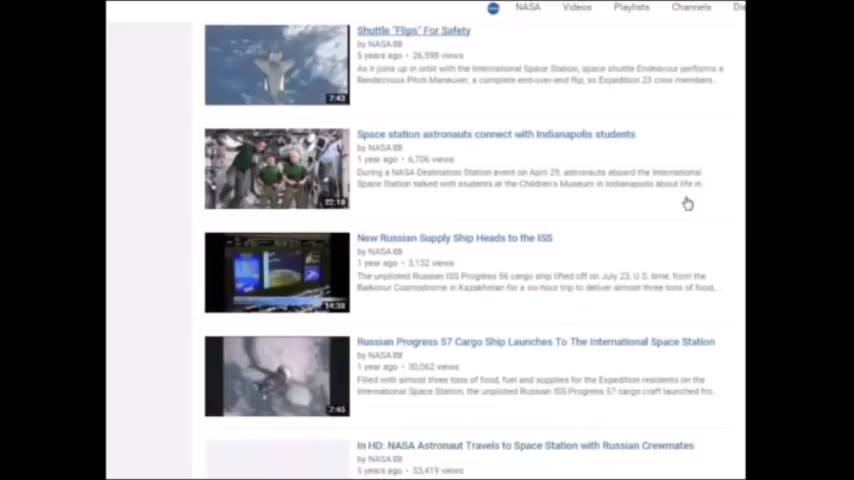 NASA Videos Playlists Channels
Shuttle "Flips" For Safety
by NASA
5 years ago • 26,599 views
As it joins up in orbit with the International Space Station, space shuttle Endeavour performs a
Rendezvous Pitch Maneuver, a complete end-over-end flip, so Expedition 23 crew members...
7:43
Space station astronauts connect with Indianapolis students
by NASA
1 year ago • 6,706 views
During a NASA Destination Station event on April 29, astronauts aboard the International
Space Station talked with students at the Children's Museum in Indianapolis about life in...
22:18
New Russian Supply Ship Heads to the ISS
by NASA
1 year ago • 3,132 views
The unpiloted Russian ISS Progress 56 cargo ship lifted off on July 23, U.S. time, from the
Baikonur Cosmodrome in Kazakhstan for a six-hour trip to deliver almost three tons of food,...
14:38
Russian Progress 57 Cargo Ship Launches To The International Space Station
by NASA
1 year ago • 30,062 views
Filled with almost three tons of food, fuel and supplies for the Expedition residents on the
International Space Station, the unpiloted Russian ISS Progress 57 cargo craft launched fro...
7:45
In HD: NASA Astronaut Travels to Space Station with Russian Crewmates
by NASA
5 years ago • 53,419 views